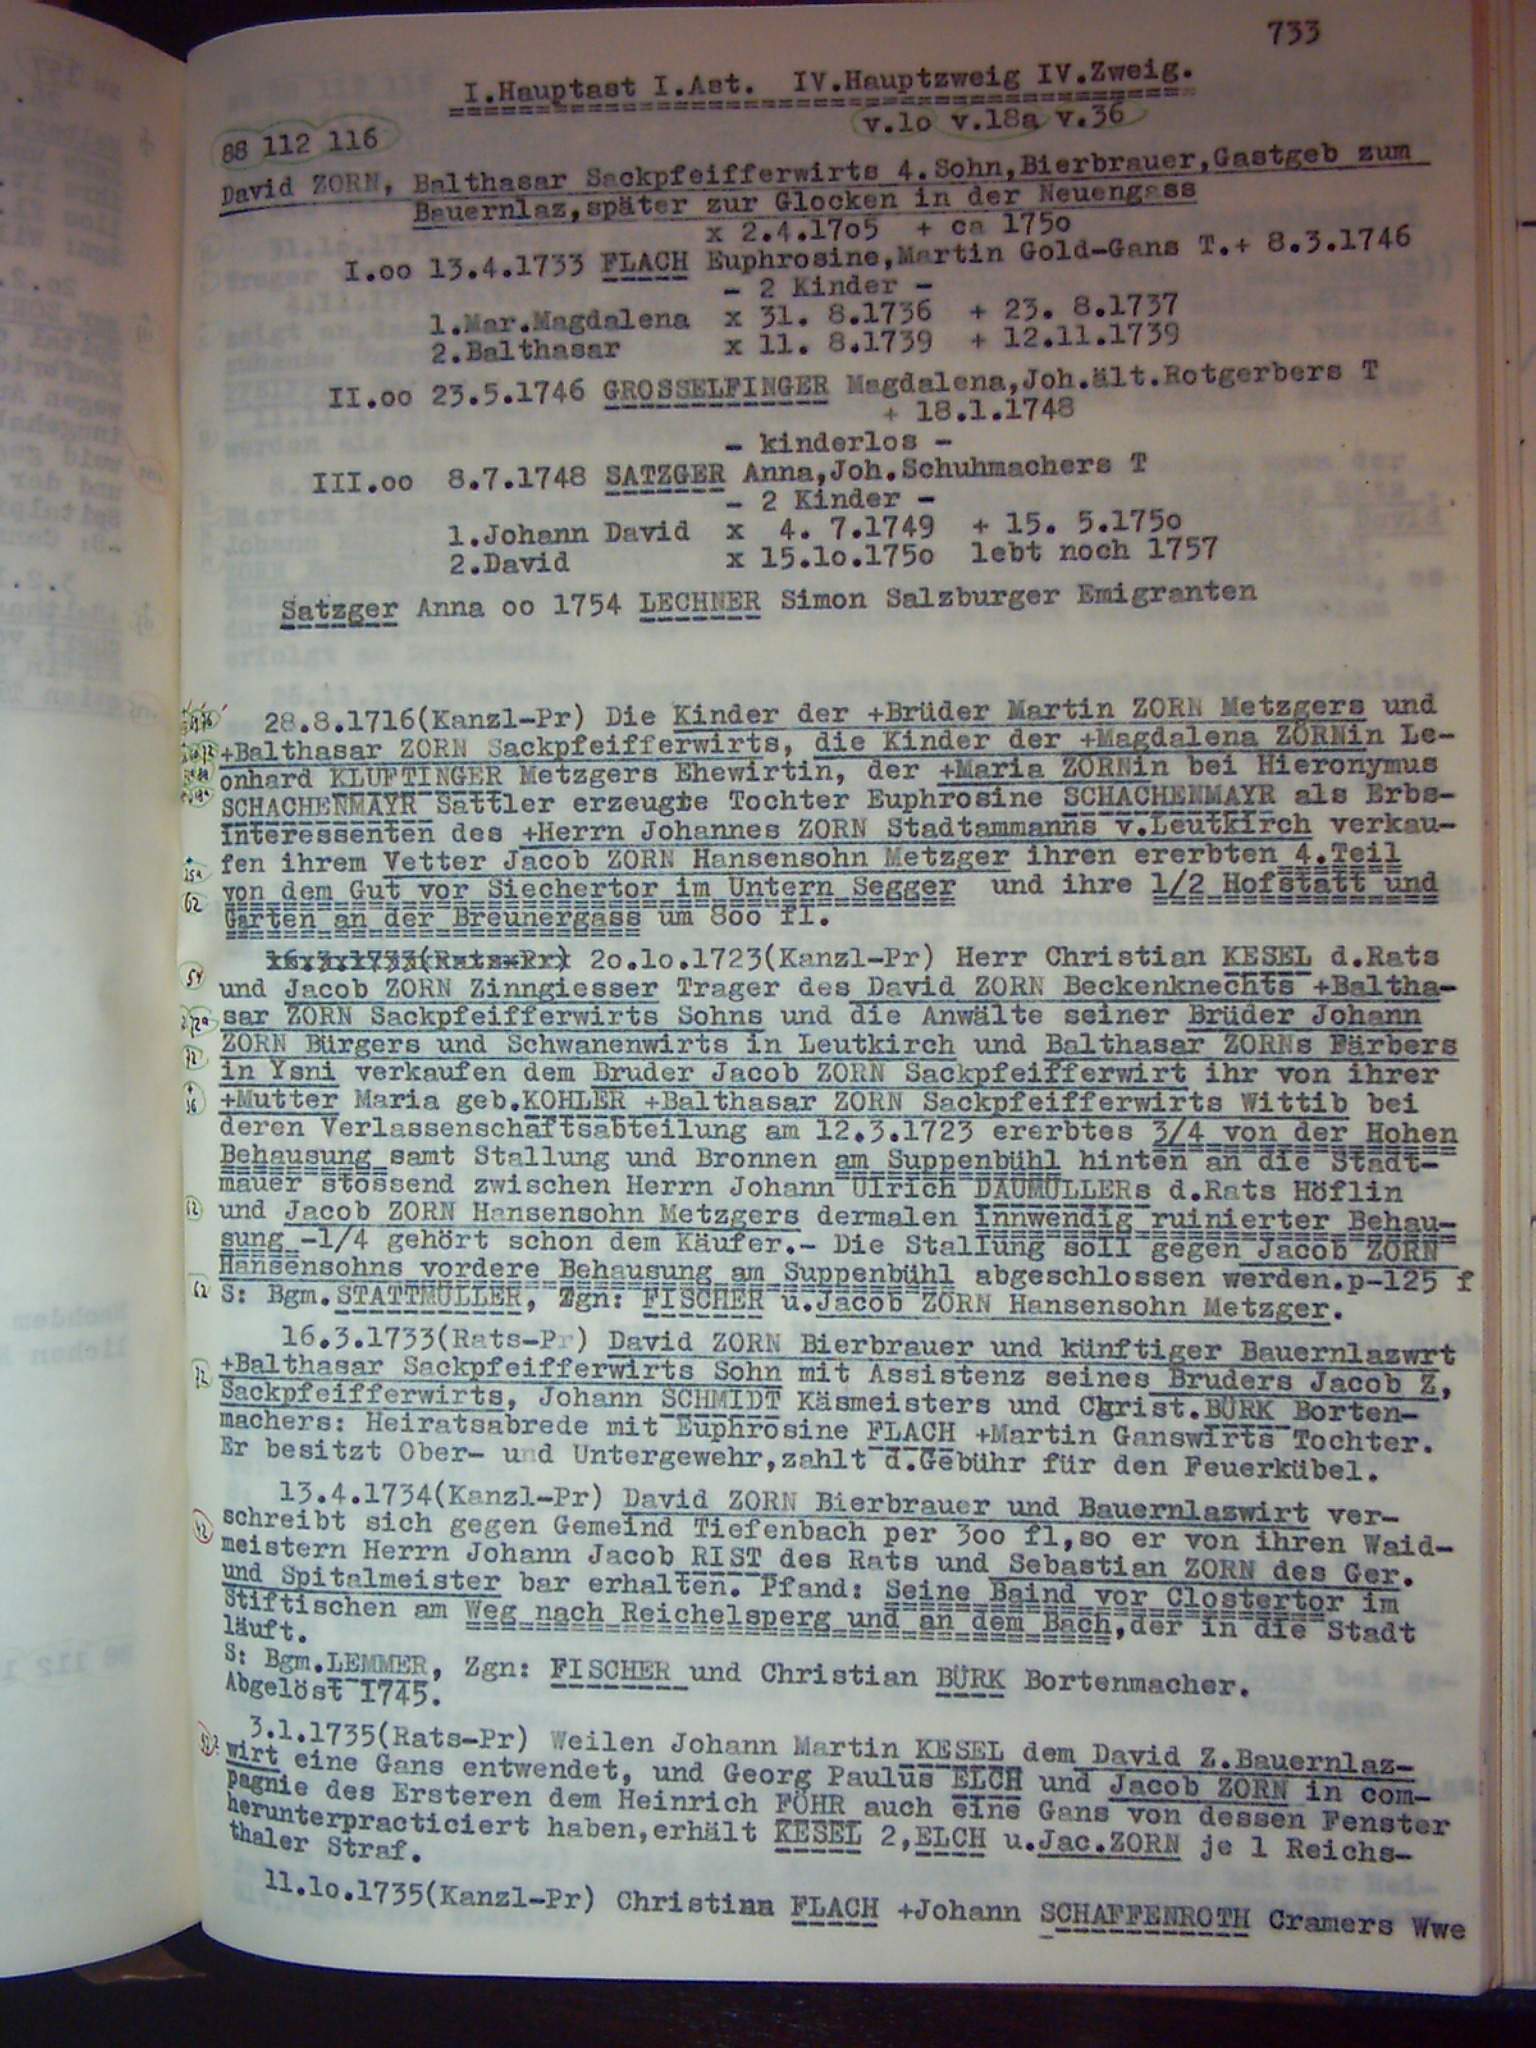 733
I.Hauptast I.Ast. IV.Hauptzweig IV.Zweig.
v.lo v.18a v.36
88 112 116
David ZORN, Balthasar Sackpfeifferwirts 4.Sohn,Bierbrauer,Gastgeb zum
Bauernlaz,später zur Glocken in der Neuengass
x 2.4.17o5 + ca 175o
I.oo 13.4.1733 FLACH Euphrosine,Martin Gold-Gans T.+ 8.3.1746
- 2 Kinder -
1.Mar.Magdalena x 31. 8.1736 + 23. 8.1737
2.Balthasar x 11. 8.1739 + 12.11.1739
II.oo 23.5.1746 GROSSELFINGER Magdalena,Joh.ält.Rotgerbers T
+ 18.1.1748
- kinderlos -
III.oo 8.7.1748 SATZGER Anna,Joh.Schuhmachers T
- 2 Kinder -
1.Johann David x 4. 7.1749 + 15. 5.175o
2.David x 15.lo.175o lebt noch 1757
Satzger Anna oo 1754 LECHNER Simon Salzburger Emigranten
28.8.1716(Kanzl-Pr) Die Kinder der +Brüder Martin ZORN Metzgers und
+Balthasar ZORN Sackpfeifferwirts, die Kinder der +Magdalena ZORNin Le-
onhard KLUFTINGER Metzgers Ehewirtin, der +Maria ZORNin bei Hieronymus
SCHACHENMAYR Sattler erzeugte Tochter Euphrosine SCHACHENMAYR als Erbs-
interessenten des +Herrn Johannes ZORN Stadtammanns v.Leutkirch verkau-
fen ihrem Vetter Jacob ZORN Hansensohn Metzger ihren ererbten 4.Teil
15a
von dem Gut vor Siechertor im Untern Segger und ihre 1/2 Hofstatt und
62
Garten an der Breunergass um 8oo fl.
16.3.1733(Rats-Pr) 2o.lo.1723(Kanzl-Pr) Herr Christian KESEL d.Rats
54
und Jacob ZORN Zinngiesser Trager des David ZORN Beckenknechts +Baltha-
sar ZORN Sackpfeifferwirts Sohns und die Anwälte seiner Brüder Johann
72
ZORN Bürgers und Schwanenwirts in Leutkirch und Balthasar ZORNs Färbers
in Ysni verkaufen dem Bruder Jacob ZORN Sackpfeifferwirt ihr von ihrer
36
+Mutter Maria geb.KOHLER +Balthasar ZORN Sackpfeifferwirts Wittib bei
deren Verlassenschaftsabteilung am 12.3.1723 ererbtes 3/4 von der Hohen
Behausung samt Stallung und Bronnen am Suppenbühl hinten an die Stadt-
mauer stossend zwischen Herrn Johann Ulrich DAUMÜLLERs d.Rats Höflin
62
und Jacob ZORN Hansensohn Metzgers dermalen innwendig ruinierter Behau-
sung -1/4 gehört schon dem Käufer.- Die Stallung soll gegen Jacob ZORN
Hansensohns vordere Behausung am Suppenbühl abgeschlossen werden.p-125 f
62
S: Bgm.STATTMÜLLER, Zgn: FISCHER u.Jacob ZORN Hansensohn Metzger.
16.3.1733(Rats-Pr) David ZORN Bierbrauer und künftiger Bauernlazwrt
72
+Balthasar Sackpfeifferwirts Sohn mit Assistenz seines Bruders Jacob Z,
Sackpfeifferwirts, Johann SCHMIDT Käsmeisters und Christ.BÜRK Borten-
machers: Heiratsabrede mit Euphrosine FLACH +Martin Ganswirts Tochter.
Er besitzt Ober- und Untergewehr,zahlt d.Gebühr für den Feuerkübel.
13.4.1734(Kanzl-Pr) David ZORN Bierbrauer und Bauernlazwirt ver-
42
schreibt sich gegen Gemeind Tiefenbach per 3oo fl,so er von ihren Waid-
meistern Herrn Johann Jacob RIST des Rats und Sebastian ZORN des Ger.
und Spitalmeister bar erhalten. Pfand: Seine Baind vor Clostertor im
Stiftischen am Weg nach Reichelsperg und an dem Bach,der in die Stadt
läuft.
S: Bgm.LEMMER, Zgn: FISCHER und Christian BÜRK Bortenmacher.
Abgelöst 1745.
3.1.1735(Rats-Pr) Weilen Johann Martin KESEL dem David Z.Bauernlaz-
wirt eine Gans entwendet, und Georg Paulus ELCH und Jacob ZORN in com-
pagnie des Ersteren dem Heinrich FÖHR auch eine Gans von dessen Fenster
herunterpracticiert haben,erhält KESEL 2,ELCH u.Jac.ZORN je 1 Reichs-
thaler Straf.
11.lo.1735(Kanzl-Pr) Christina FLACH +Johann SCHAFFENROTH Cramers Wwe